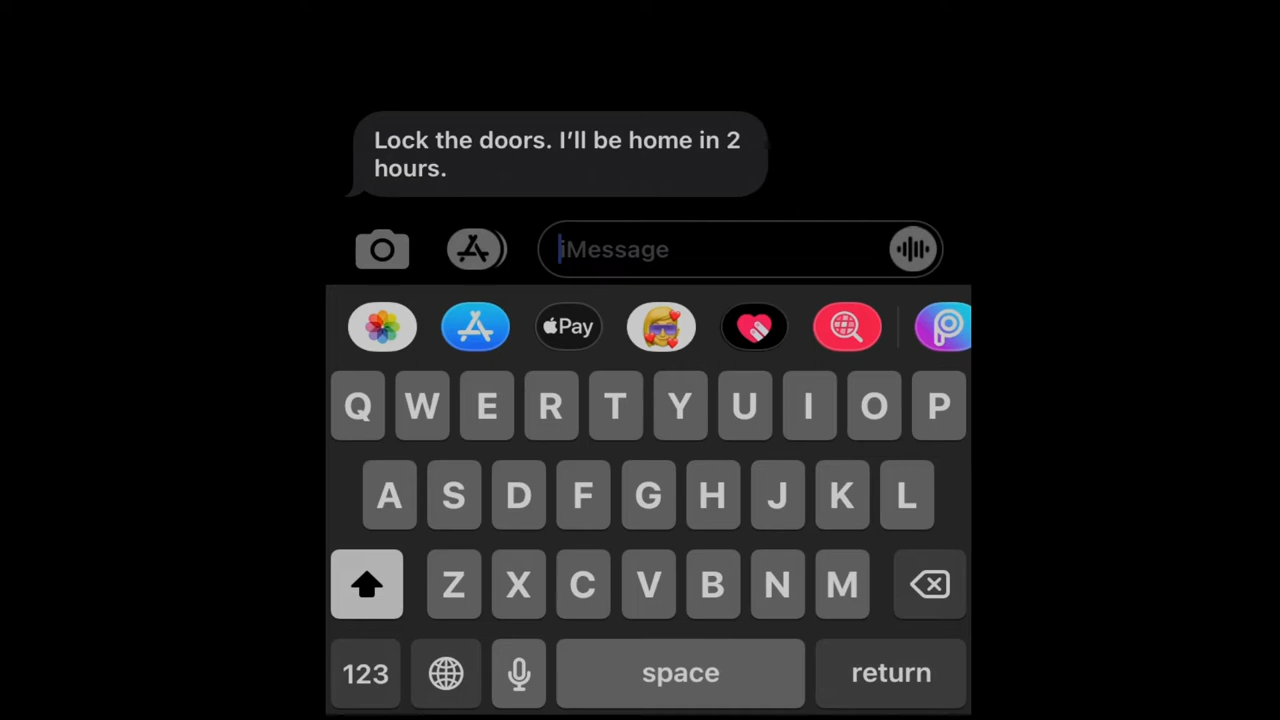 Lock the doors. I’ll be home in 2
hours.
iMessage
Pay
Q W E R T Y U I O P
A S D F G H J K L
Z X C V B N M
123 space return